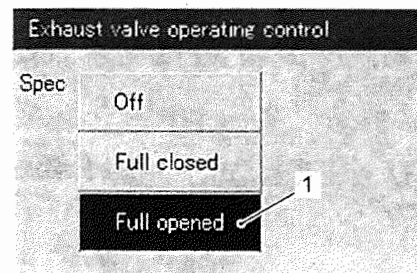 Exhaust valve operating control
Spec
Off
Full closed
1
Full opened